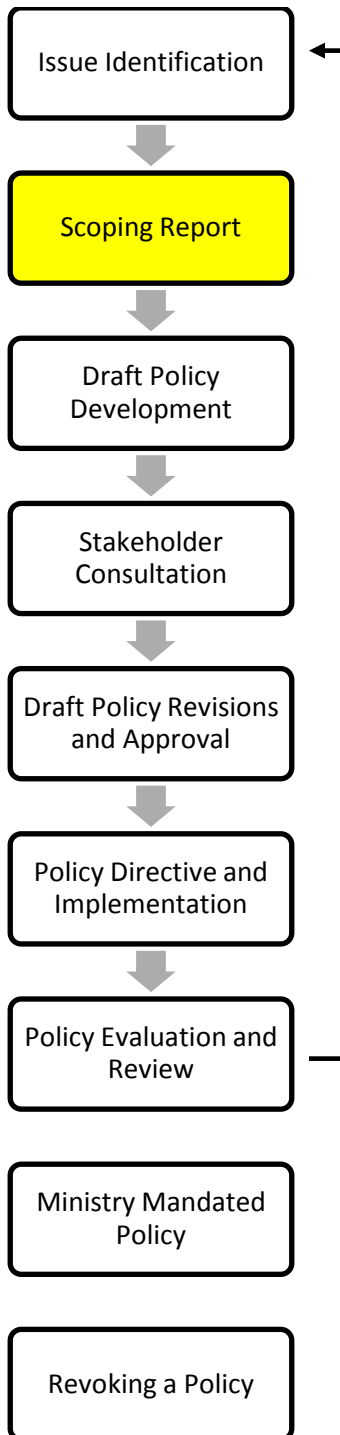 Issue Identification
Scoping Report
Draft Policy
Development
Stakeholder
Consultation
Draft Policy Revisions
and Approval
Policy Directive and
Implementation
Policy Evaluation and
Review
Ministry Mandated
Policy
Revoking a Policy